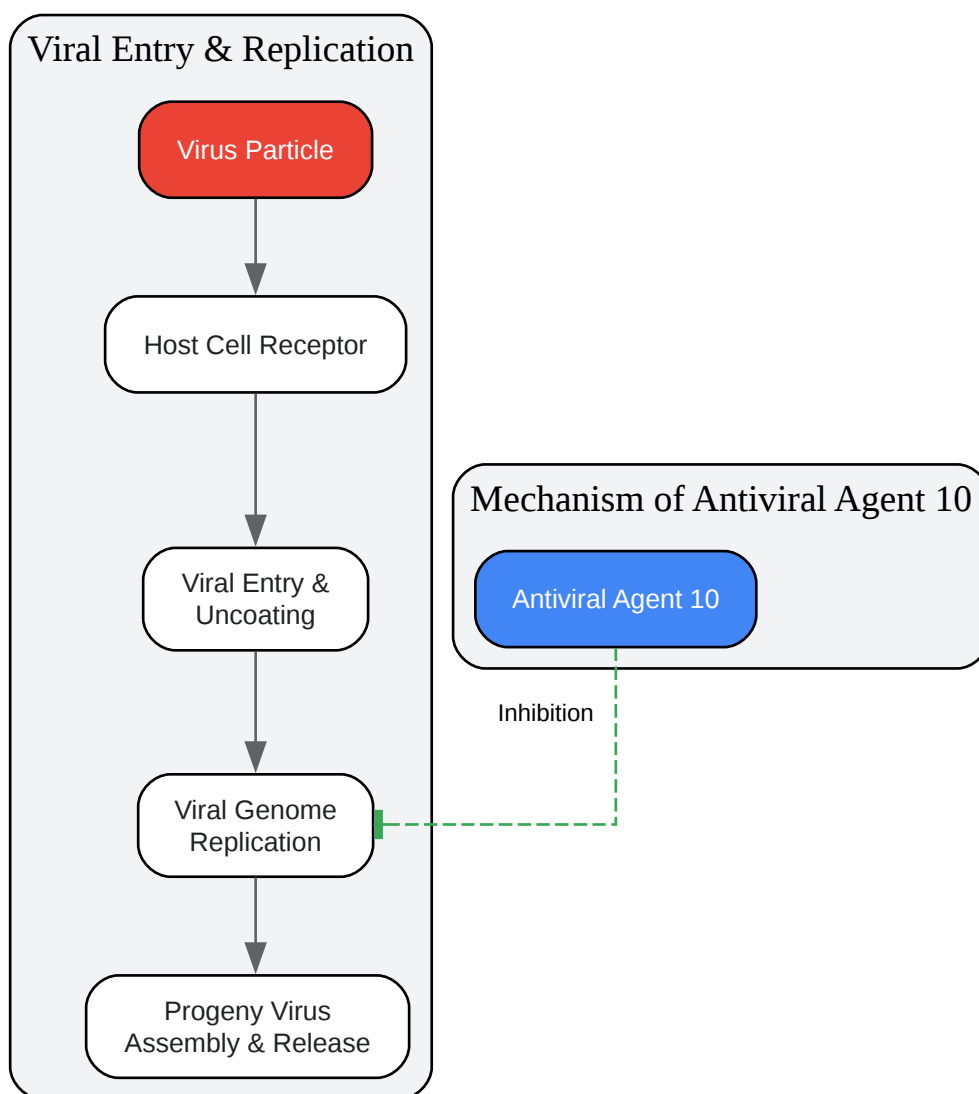 Viral Entry & Replication
Virus Particle
Host Cell Receptor
Viral Entry &
Uncoating
Viral Genome
Replication
Progeny Virus
Assembly & Release
Mechanism of Antiviral Agent 10
Antiviral Agent 10
Inhibition